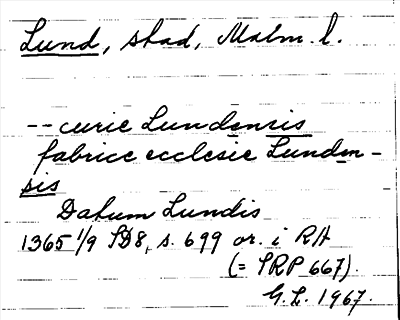 Lund, stad, Malm. l.
-- curie Lundensis
fabrice ecclesie Lunden-
sis
Datum Lundis
1365 1/9 SD8, s. 699 or. i RA
(= SRP 667).
G.L. 1967.